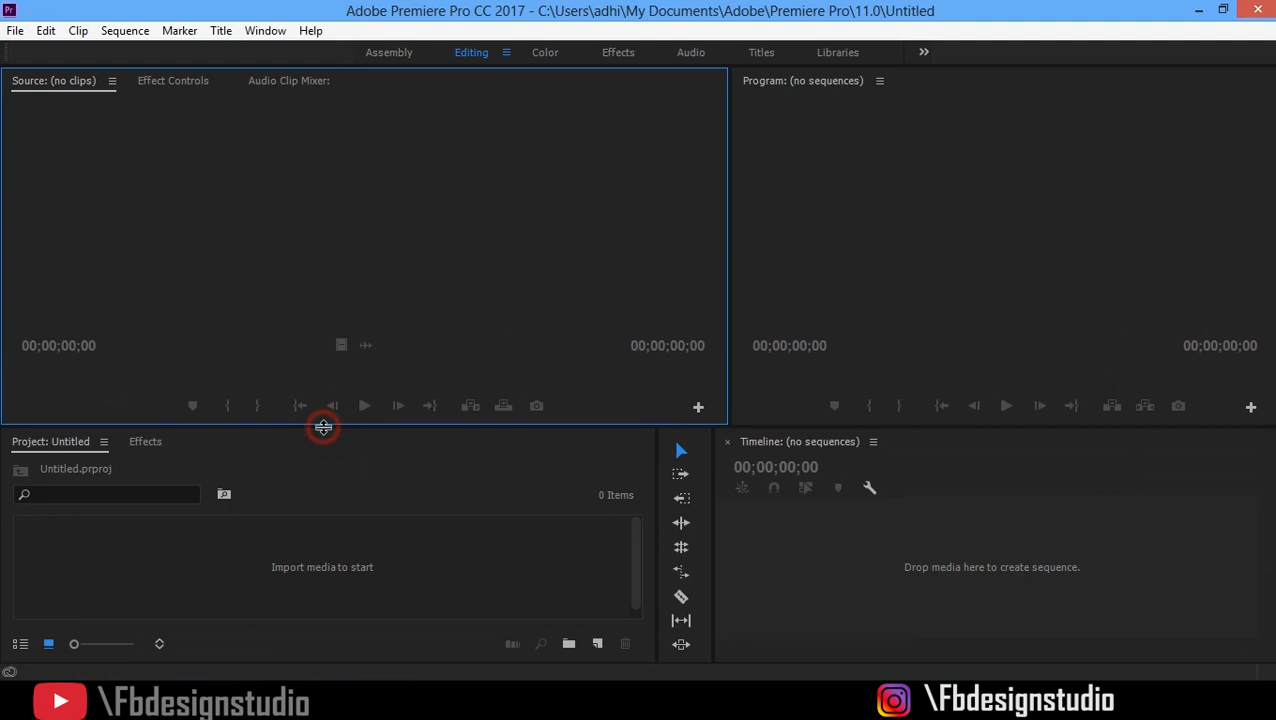 Pr
Adobe Premiere Pro CC 2017 - C:\Users\adhi\My Documents\Adobe\Premiere Pro\11.0\Untitled
File Edit Clip Sequence Marker Title Window Help
Assembly Editing Color Effects Audio Titles Libraries
Source: (no clips) Effect Controls Audio Clip Mixer: Program: (no sequences)
00;00;00;00 00;00;00;00 00;00;00;00 00;00;00;00
Project: Untitled Effects × Timeline: (no sequences)
Untitled.prproj 00;00;00;00
0 Items
Import media to start Drop media here to create sequence.
\Fbdesignstudio \Fbdesignstudio